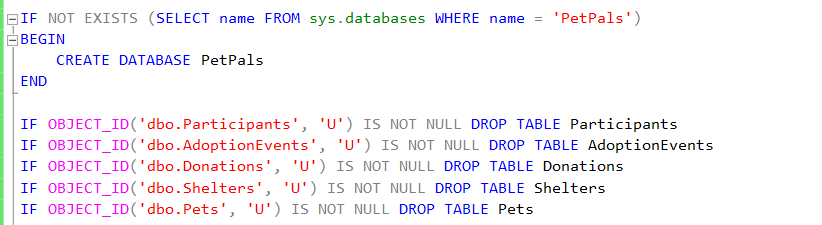 IF NOT EXISTS (SELECT name FROM sys.databases WHERE name = 'PetPals')
BEGIN
    CREATE DATABASE PetPals
END
IF OBJECT_ID('dbo.Participants', 'U') IS NOT NULL DROP TABLE Participants
IF OBJECT_ID('dbo.AdoptionEvents', 'U') IS NOT NULL DROP TABLE AdoptionEvents
IF OBJECT_ID('dbo.Donations', 'U') IS NOT NULL DROP TABLE Donations
IF OBJECT_ID('dbo.Shelters', 'U') IS NOT NULL DROP TABLE Shelters
IF OBJECT_ID('dbo.Pets', 'U') IS NOT NULL DROP TABLE Pets